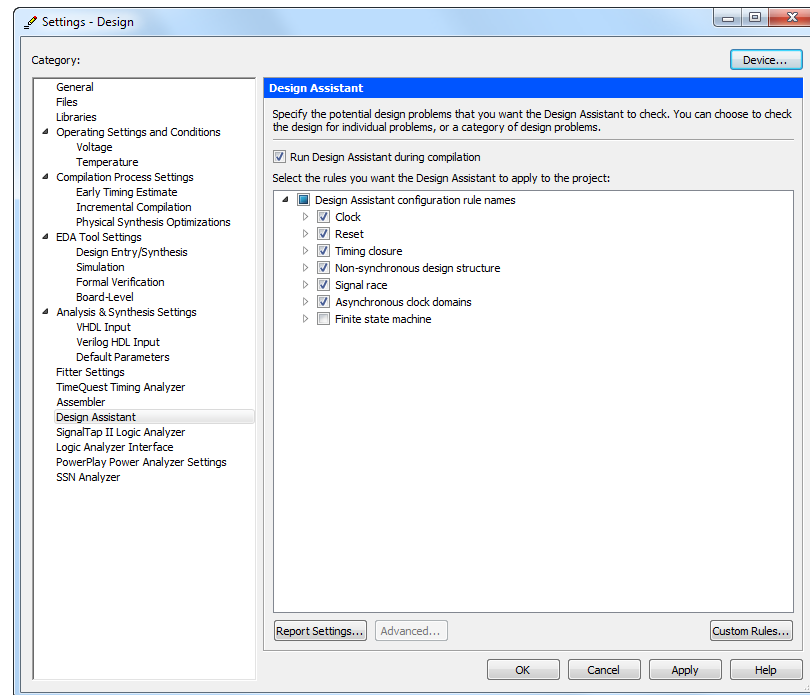 Settings - Design
Category:
Device...
General
Files
Libraries
Operating Settings and Conditions
Voltage
Temperature
Compilation Process Settings
Early Timing Estimate
Incremental Compilation
Physical Synthesis Optimizations
EDA Tool Settings
Design Entry/Synthesis
Simulation
Formal Verification
Board-Level
Analysis & Synthesis Settings
VHDL Input
Verilog HDL Input
Default Parameters
Fitter Settings
TimeQuest Timing Analyzer
Assembler
Design Assistant
SignalTap II Logic Analyzer
Logic Analyzer Interface
PowerPlay Power Analyzer Settings
SSN Analyzer
Design Assistant
Specify the potential design problems that you want the Design Assistant to check. You can choose to check
the design for individual problems, or a category of design problems.
Run Design Assistant during compilation
Select the rules you want the Design Assistant to apply to the project:
Design Assistant configuration rule names
Clock
Reset
Timing closure
Non-synchronous design structure
Signal race
Asynchronous clock domains
Finite state machine
Report Settings...
Advanced...
Custom Rules...
OK
Cancel
Apply
Help